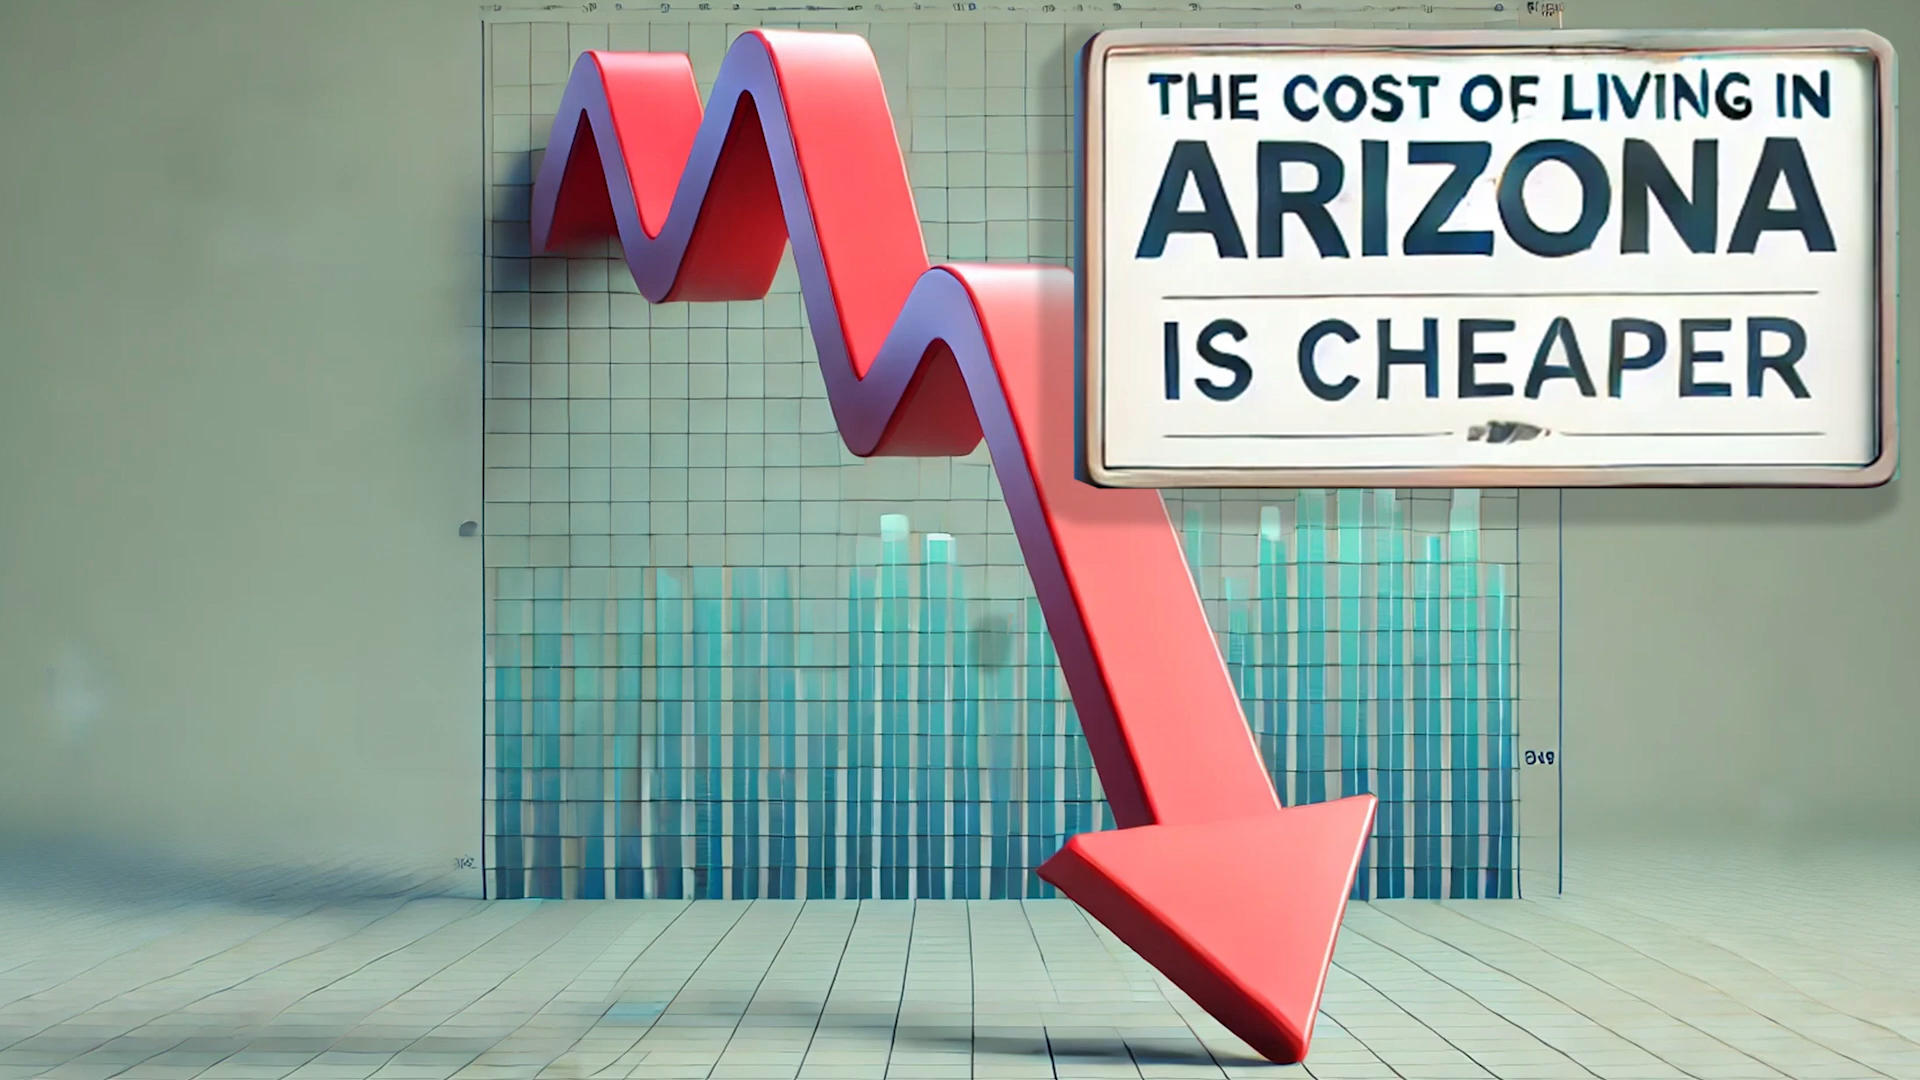 THE COST OF LIVING IN
ARIZONA
IS CHEAPER